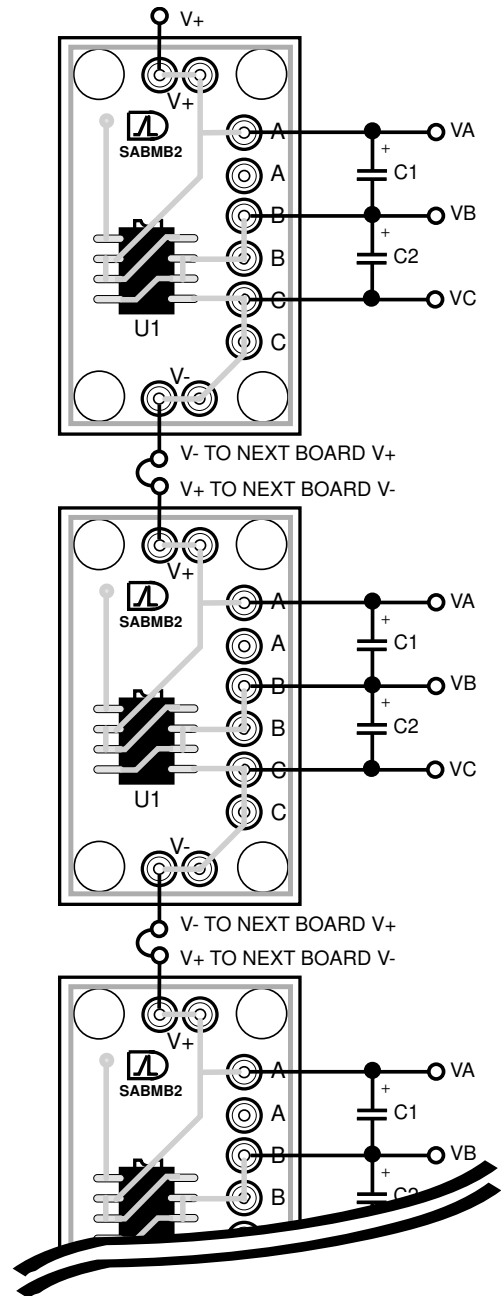 V+
V+
A VA
SABMB2
+
C1
A
B VB
+
C2
B
C VC
U1
C
V-
V- TO NEXT BOARD V+
V+ TO NEXT BOARD V-
V+
A VA
SABMB2
+
C1
A
B VB
+
C2
B
C VC
U1
C
V-
V- TO NEXT BOARD V+
V+ TO NEXT BOARD V-
V+
A VA
SABMB2
+
C1
A
B VB
+
C2
B